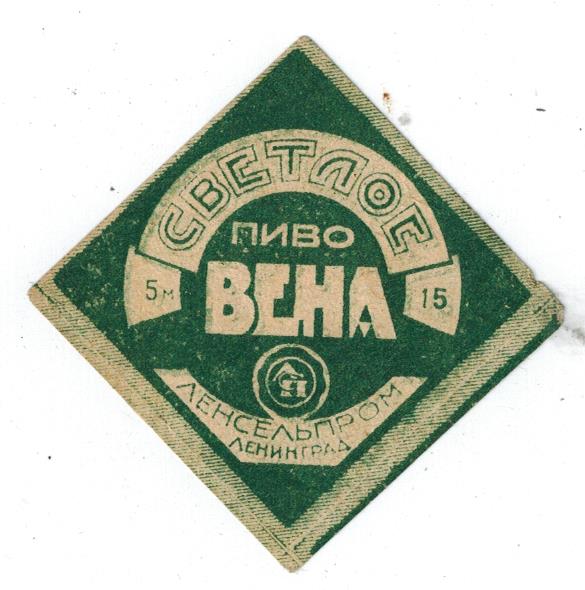 СВЕТЛОЕ
ПИВО
5м ВЕНА 15
ЛЕНСЕЛЬПРОМ
ЛЕНИНГРАД